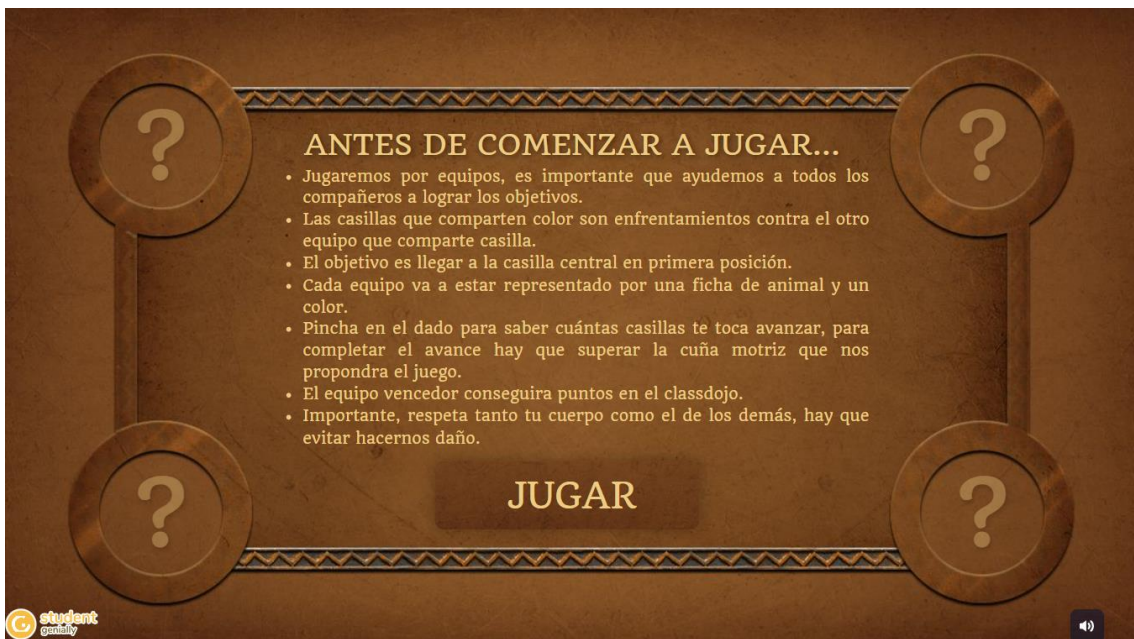 ?
?
ANTES DE COMENZAR A JUGAR...
• Jugaremos por equipos, es importante que ayudemos a todos los
compañeros a lograr los objetivos.
• Las casillas que comparten color son enfrentamientos contra el otro
equipo que comparte casilla.
• El objetivo es llegar a la casilla central en primera posición.
• Cada equipo va a estar representado por una ficha de animal y un
color.
• Pincha en el dado para saber cuántas casillas te toca avanzar, para
completar el avance hay que superar la cuña motriz que nos
propondra el juego.
• El equipo vencedor conseguira puntos en el classdojo.
• Importante, respeta tanto tu cuerpo como el de los demás, hay que
evitar hacernos daño.
?
?
JUGAR
student
genially